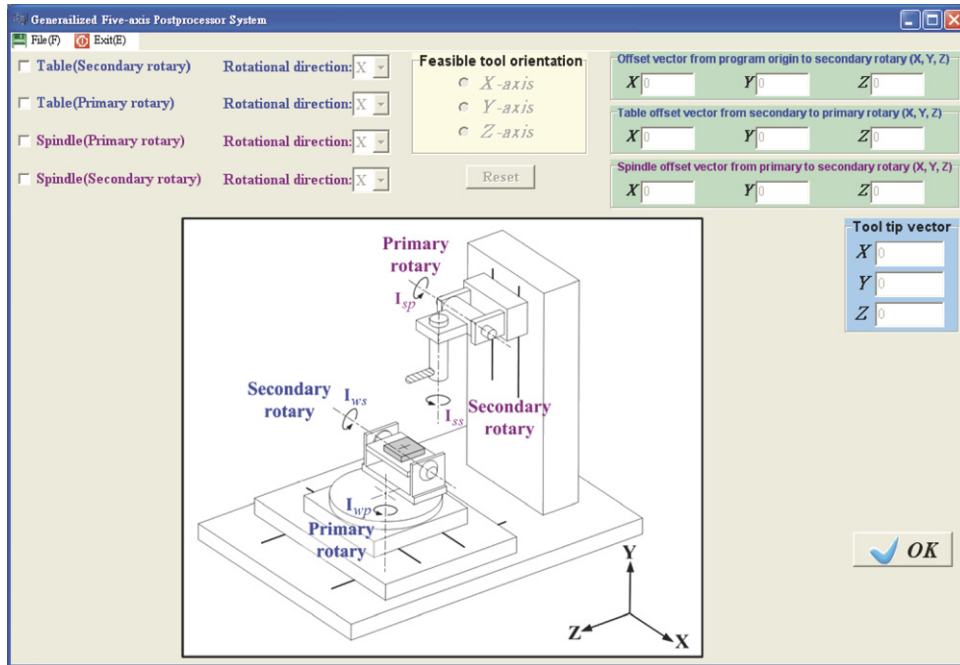 Generailized Five-axis Postprocessor System
File(F) Exit(E)
Table(Secondary rotary) Rotational direction: X
Table(Primary rotary) Rotational direction: X
Spindle(Primary rotary) Rotational direction: X
Spindle(Secondary rotary) Rotational direction: X
Feasible tool orientation
X-axis
Y-axis
Z-axis
Reset
Offset vector from program origin to secondary rotary (X, Y, Z)
X 0 Y 0 Z 0
Table offset vector from secondary to primary rotary (X, Y, Z)
X 0 Y 0 Z 0
Spindle offset vector from primary to secondary rotary (X, Y, Z)
X 0 Y 0 Z 0
Tool tip vector
X 0
Y 0
Z 0
Primary
rotary
I_sp
Secondary
rotary
I_ws
I_ss
Secondary
rotary
I_wp
Primary
rotary
Y
Z
X
OK